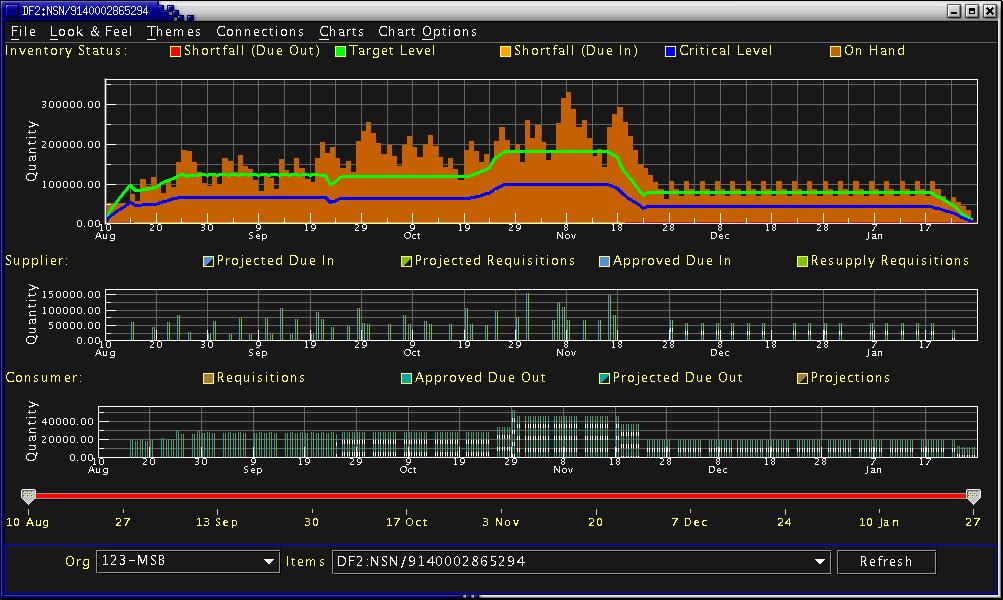 DF2:NSN/9140002865294
File Look & Feel Themes Connections Charts Chart Options
Inventory Status: Shortfall (Due Out) Target Level Shortfall (Due In) Critical Level On Hand
Quantity
300000.00
200000.00
100000.00
0.00
10 20 30 9 19 29 9 19 29 8 18 28 8 18 28 7 17
Aug Sep Oct Nov Dec Jan
Supplier: Projected Due In Projected Requisitions Approved Due In Resupply Requisitions
Quantity
150000.00
100000.00
50000.00
0.00
10 20 30 9 19 29 9 19 29 8 18 28 8 18 28 7 17
Aug Sep Oct Nov Dec Jan
Consumer: Requisitions Approved Due Out Projected Due Out Projections
Quantity
40000.00
20000.00
0.00
10 20 30 9 19 29 9 19 29 8 18 28 8 18 28 7 17
Aug Sep Oct Nov Dec Jan
10 Aug 27 13 Sep 30 17 Oct 3 Nov 20 7 Dec 24 10 Jan 27
Org 123-MSB Items DF2:NSN/9140002865294 Refresh